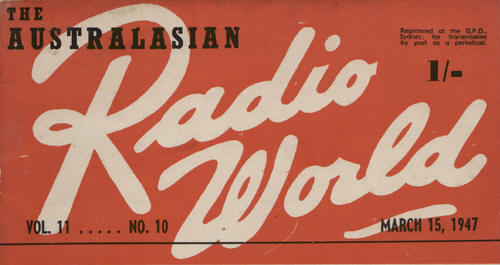 THE
AUSTRALASIAN
Registered at the G.P.O.,
Sydney, for transmission
by post as a periodical.
1/-
Radio
World
VOL. 11 ..... NO. 10
MARCH 15, 1947